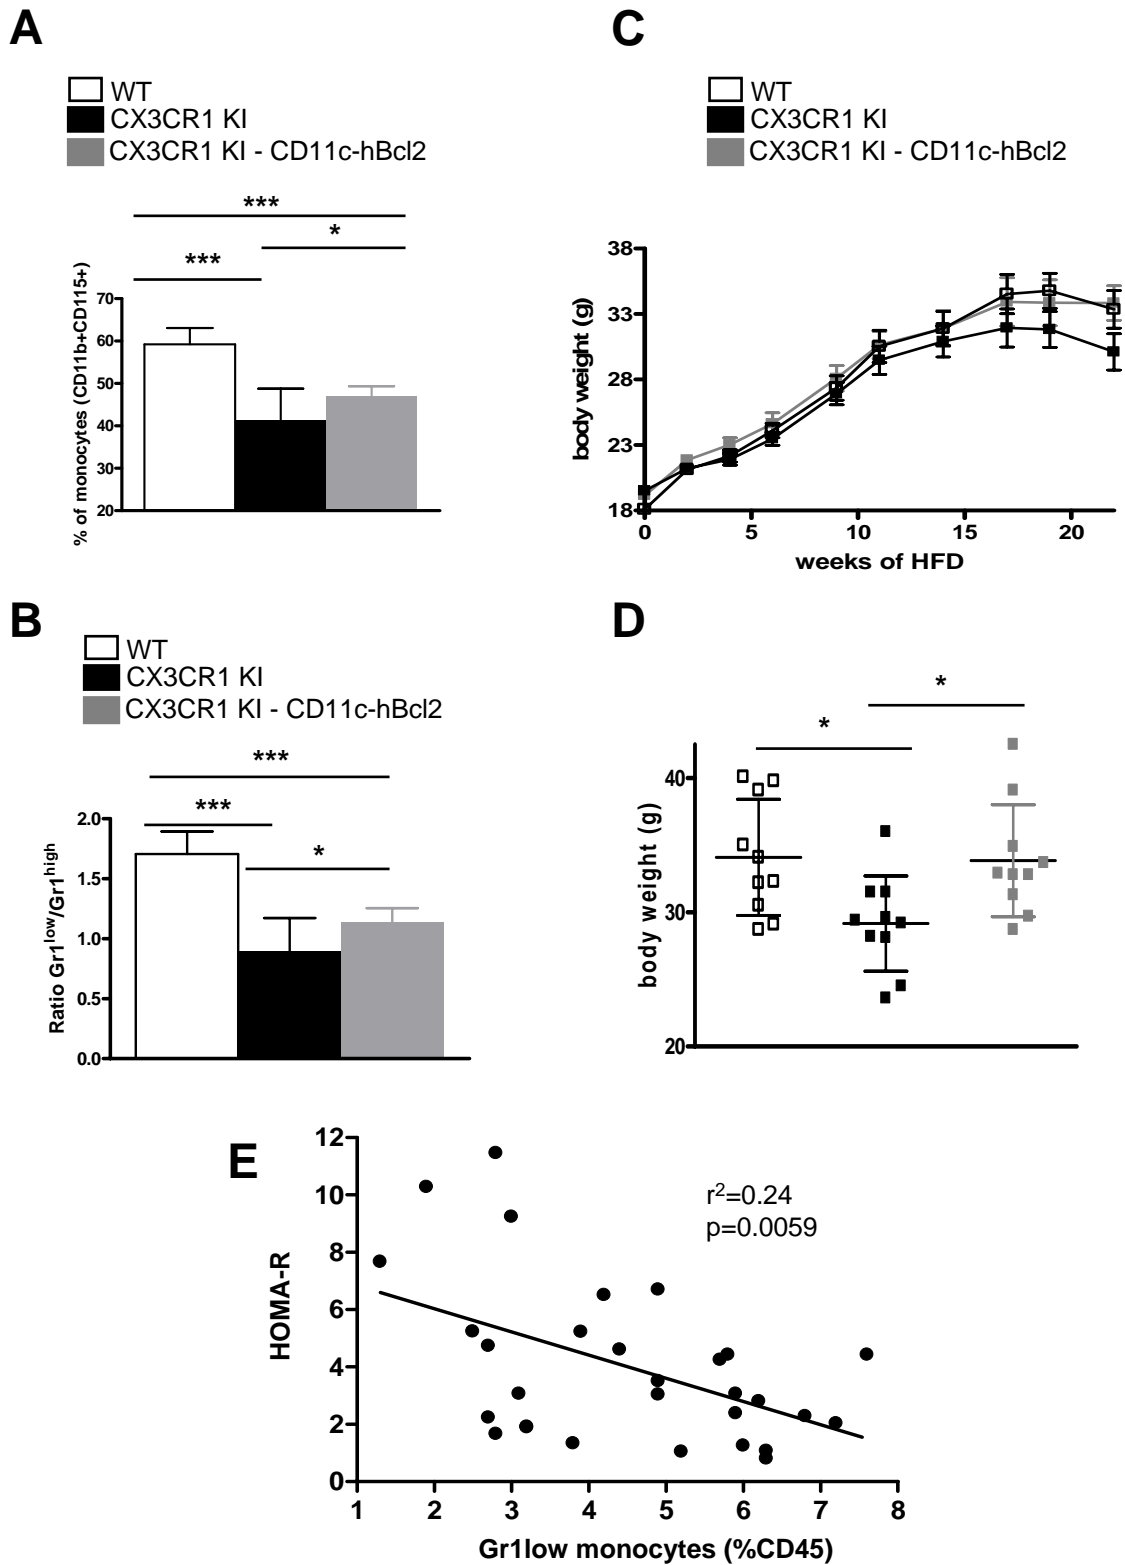 A
WT
CX3CR1 KI
CX3CR1 KI - CD11c-hBcl2
***
*
***
% of monocytes (CD11b+CD115+)
70
60
50
40
30
20
C
WT
CX3CR1 KI
CX3CR1 KI - CD11c-hBcl2
body weight (g)
38
33
28
23
18
0 5 10 15 20
weeks of HFD
B
WT
CX3CR1 KI
CX3CR1 KI - CD11c-hBcl2
***
***
*
Ratio Gr1low/Gr1high
2.0
1.5
1.0
0.5
0.0
D
*
*
body weight (g)
40
30
20
E
HOMA-R
12
10
8
6
4
2
0
r2=0.24
p=0.0059
1 2 3 4 5 6 7 8
Gr1low monocytes (%CD45)